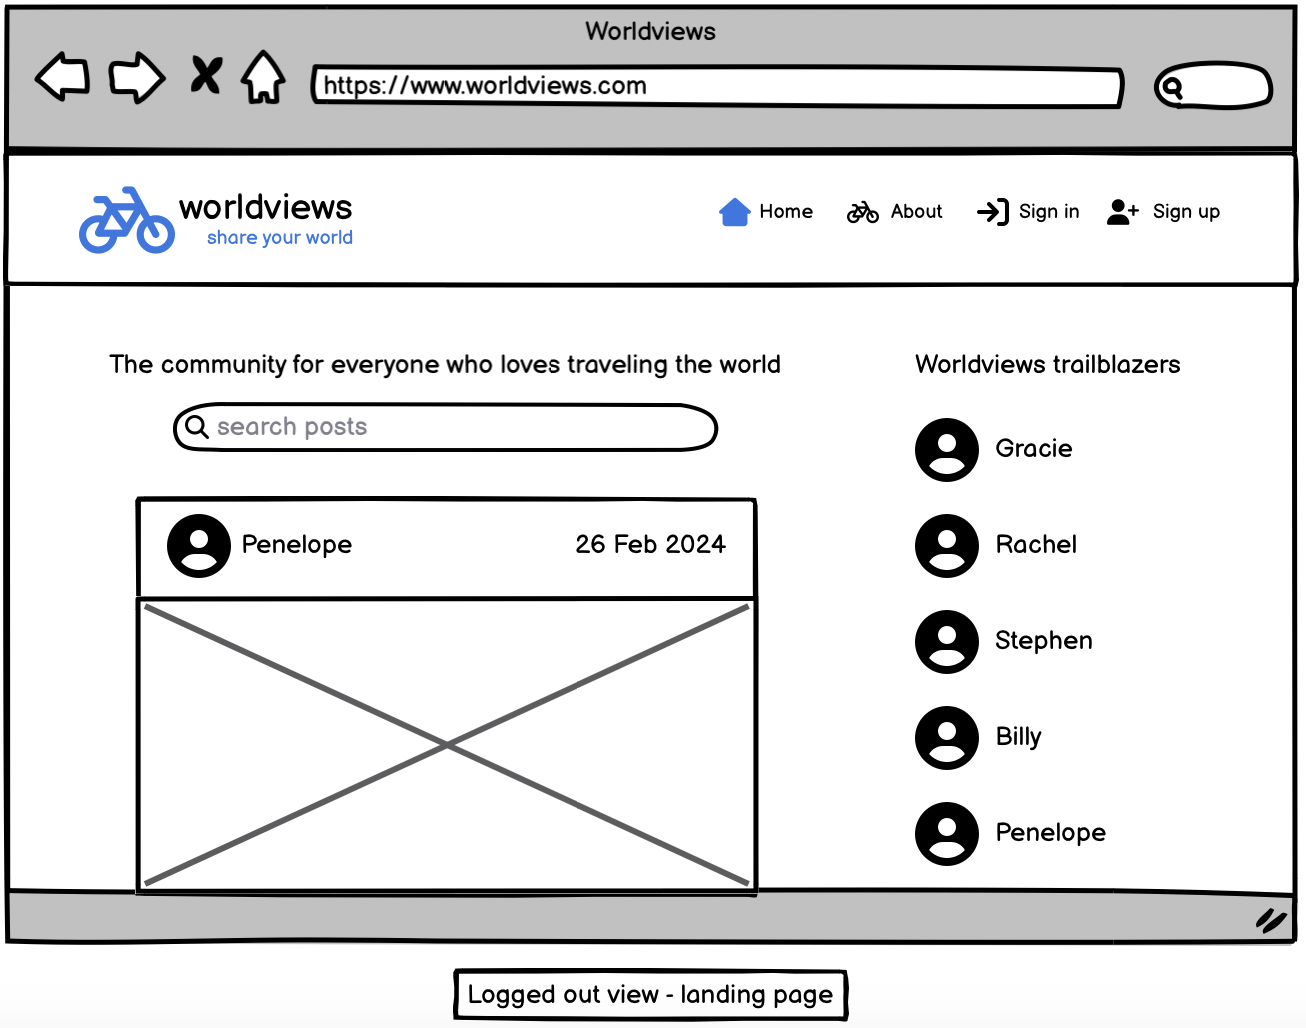 Worldviews
https://www.worldviews.com
worldviews
share your world
Home
About
Sign in
Sign up
The community for everyone who loves traveling the world
search posts
Penelope
26 Feb 2024
Worldviews trailblazers
Gracie
Rachel
Stephen
Billy
Penelope
Logged out view - landing page